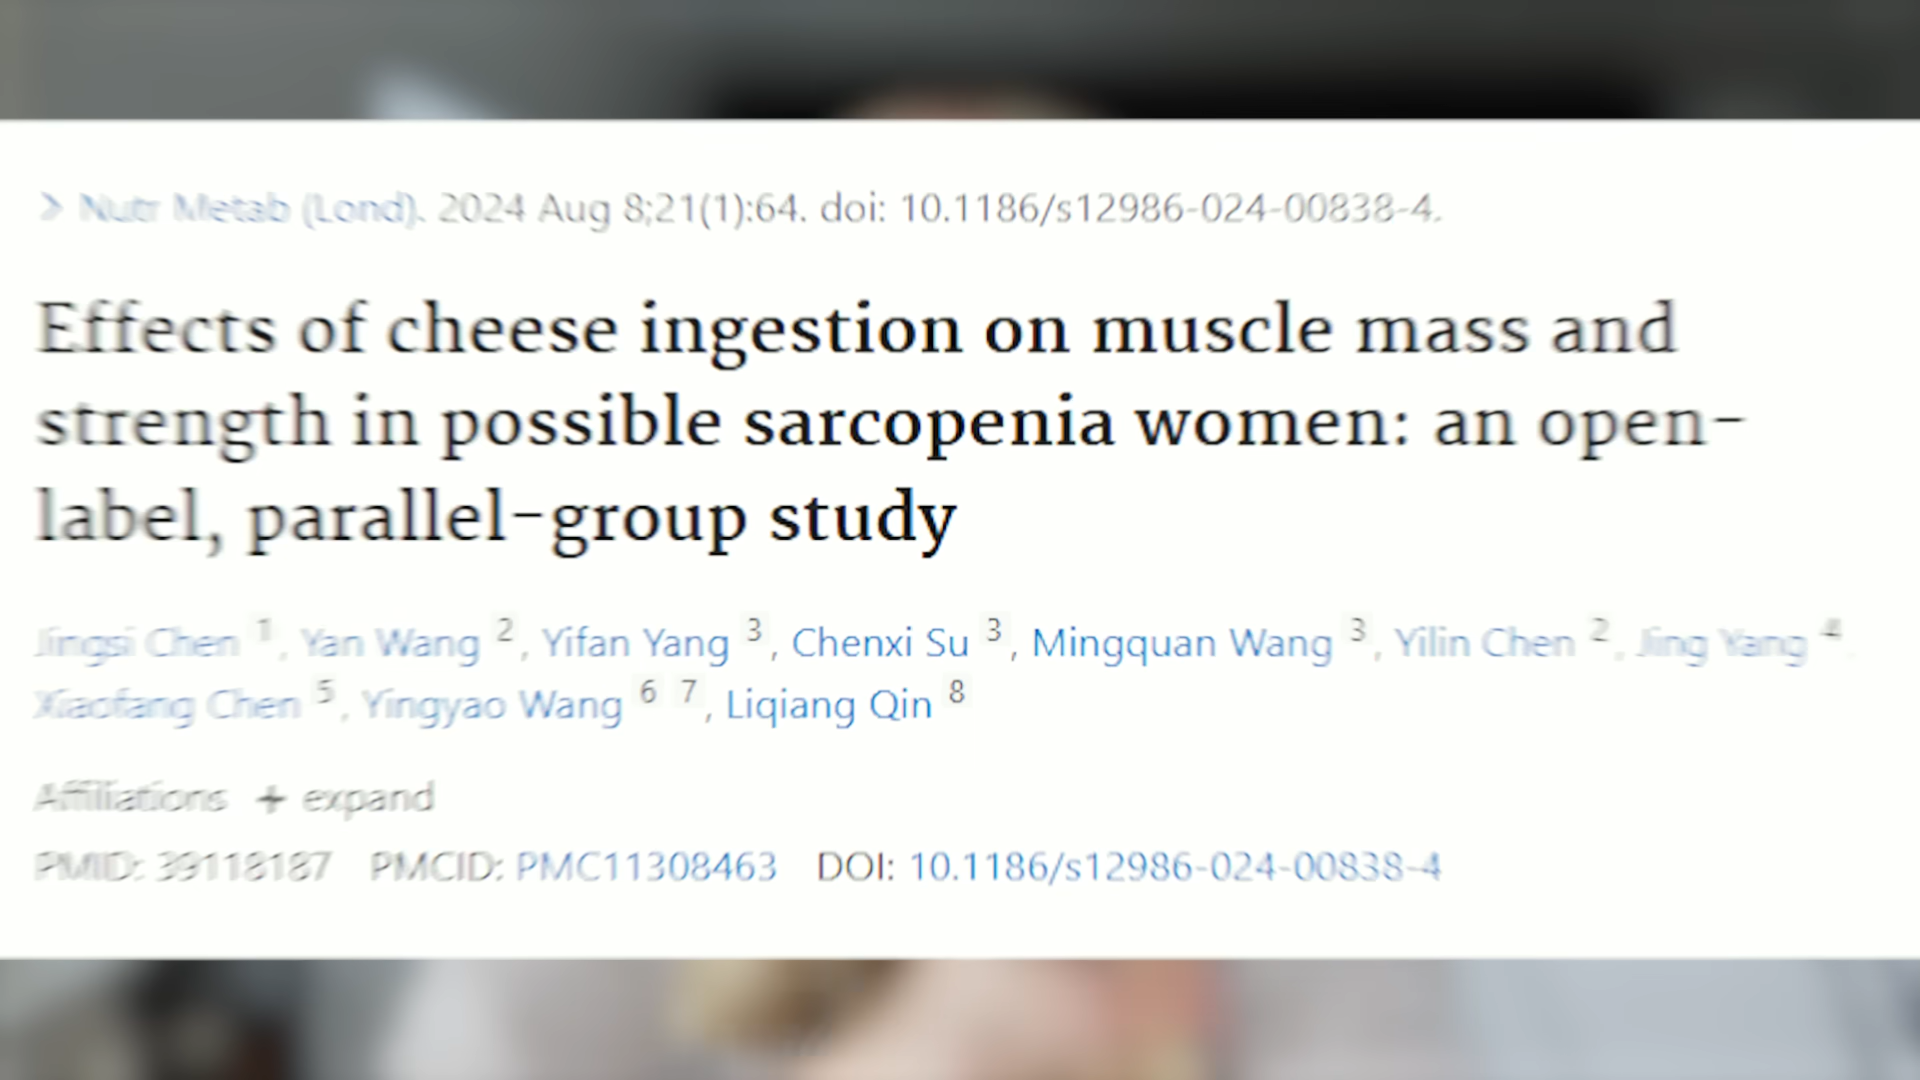 Nutr Metab (Lond). 2024 Aug 8;21(1):64. doi: 10.1186/s12986-024-00838-4.
Effects of cheese ingestion on muscle mass and
strength in possible sarcopenia women: an open-
label, parallel-group study
Jingsi Chen 1, Yan Wang 2, Yifan Yang 3, Chenxi Su 3, Mingquan Wang 3, Yilin Chen 2, Jing Yang 4,
Xiaofang Chen 5, Yingyao Wang 6 7, Liqiang Qin 8
Affiliations + expand
PMID: 39118187 PMCID: PMC11308463 DOI: 10.1186/s12986-024-00838-4